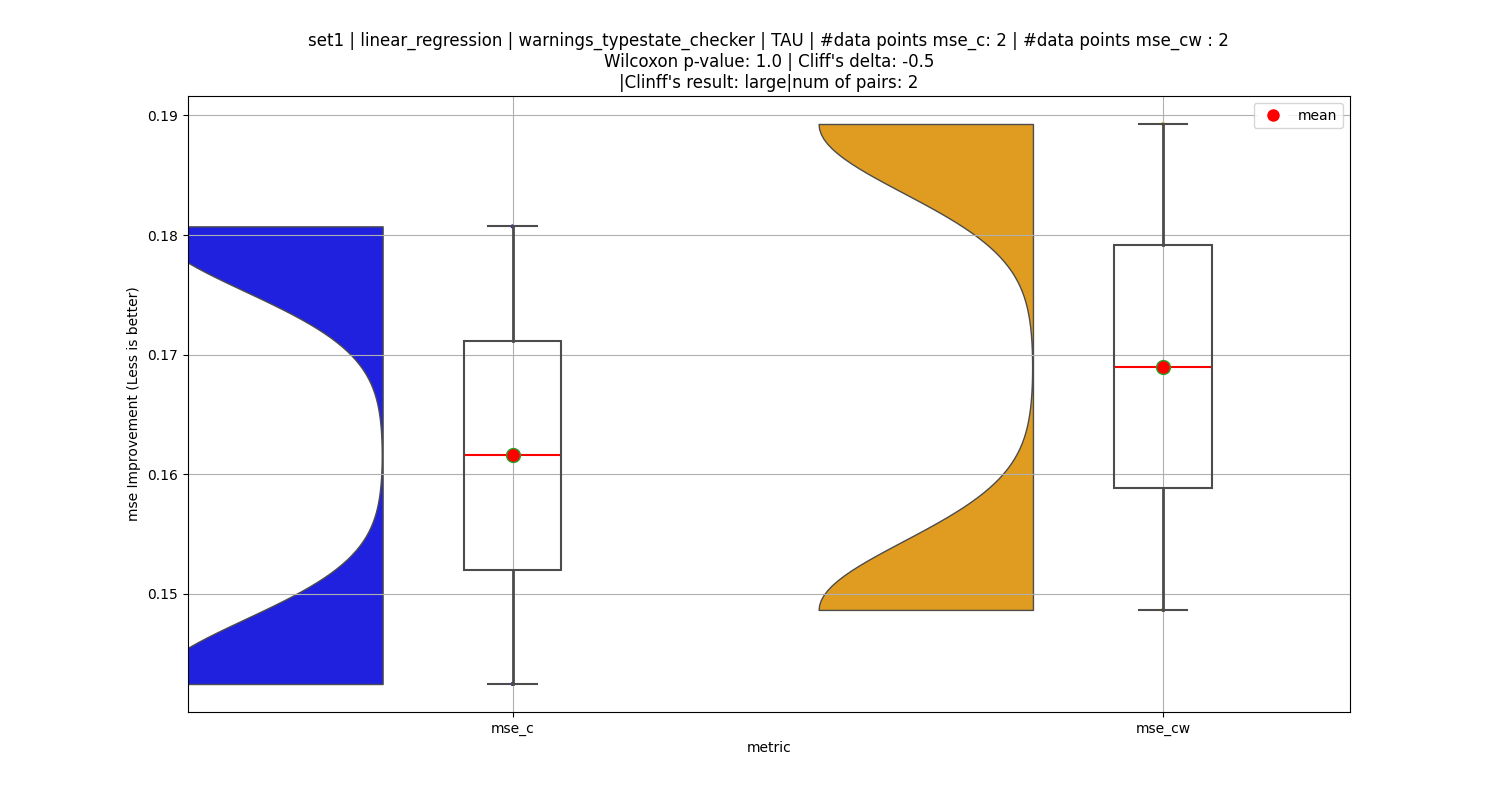 set1 | linear_regression | warnings_typestate_checker | TAU | #data points mse_c: 2 | #data points mse_cw : 2
Wilcoxon p-value: 1.0 | Cliff's delta: -0.5
|Clinff's result: large|num of pairs: 2
mean
0.19
0.18
0.17
0.16
0.15
mse Improvement (Less is better)
mse_c
mse_cw
metric